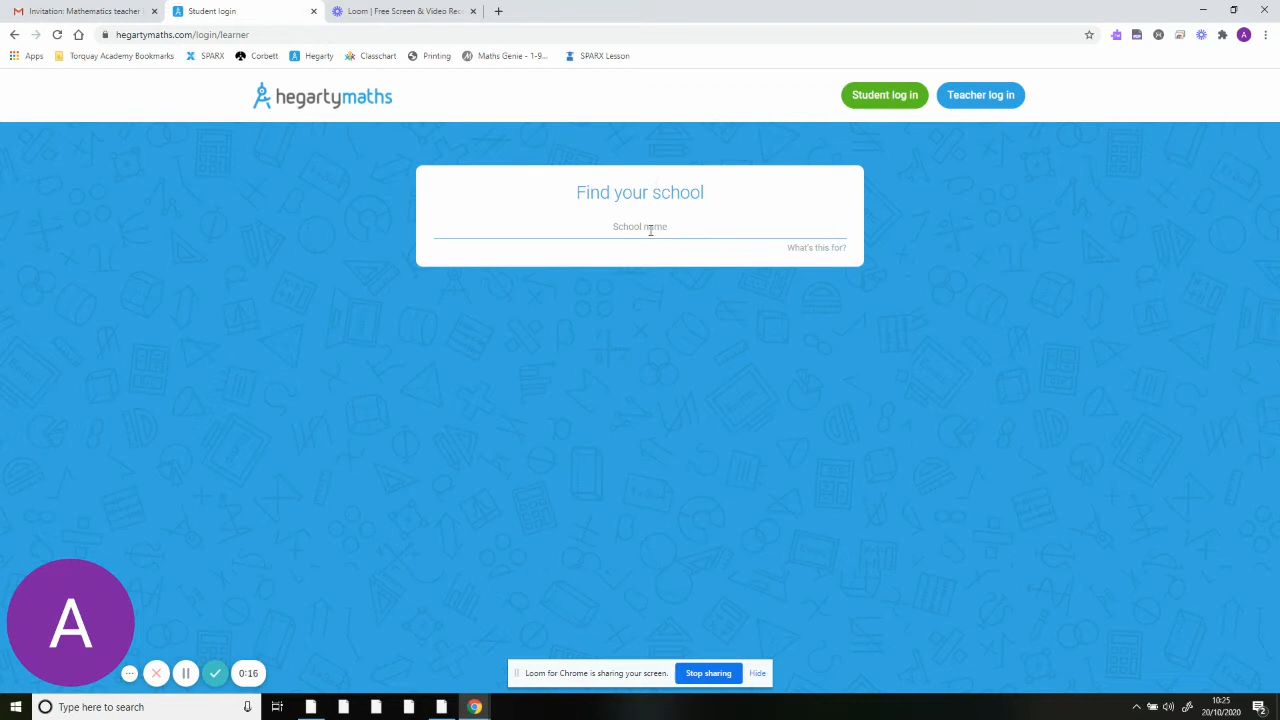 Invitation: Mathematics teacher
Student login
Loom | Free Screen & Video Rec
hegartymaths.com/login/learner
A
Apps
Torquay Academy Bookmarks
SPARX
Corbett
Hegarty
Classchart
Printing
Maths Genie - 1-9...
SPARX Lesson
hegartymaths
Student log in
Teacher log in
Find your school
School name
What's this for?
A
0:16
Loom for Chrome is sharing your screen.
Stop sharing
Hide
Type here to search
10:25
20/10/2020
2